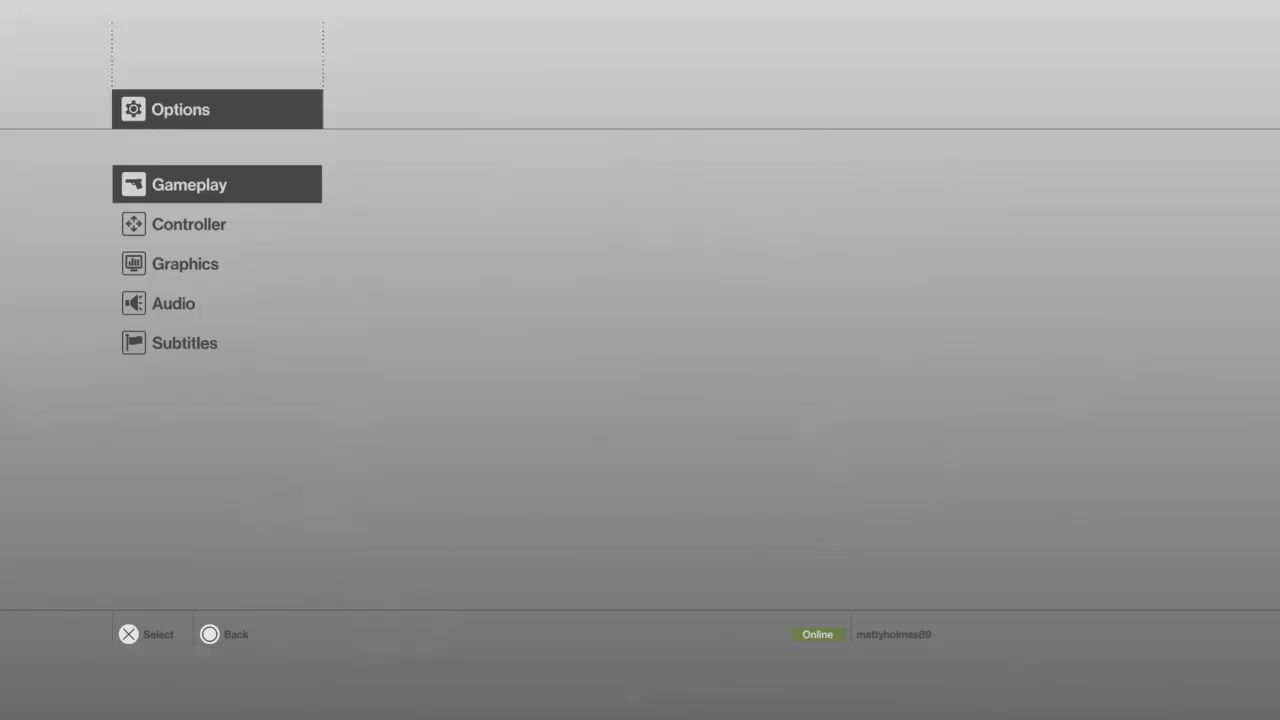 Options
Gameplay
Controller
Graphics
Audio
Subtitles
Select Back Online mattyholmes89